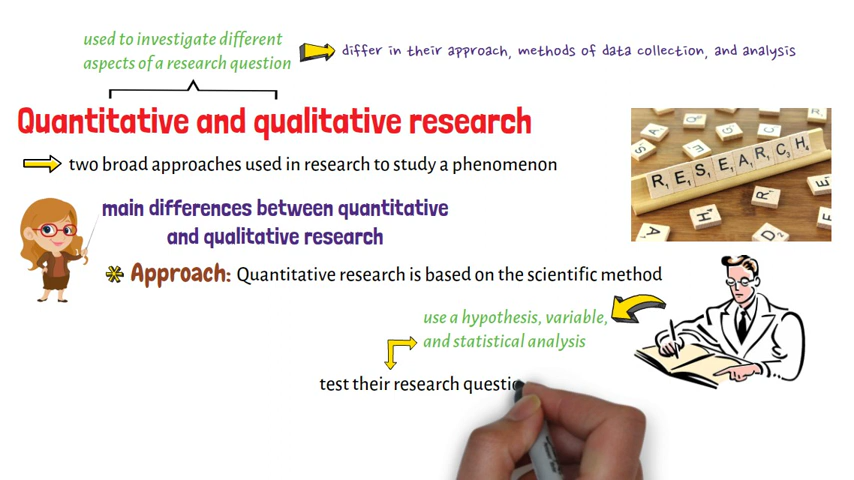 used to investigate different
aspects of a research question
differ in their approach, methods of data collection, and analysis
Quantitative and qualitative research
two broad approaches used in research to study a phenomenon
RESEARCH
main differences between quantitative
and qualitative research
Approach: Quantitative research is based on the scientific method
use a hypothesis, variable,
and statistical analysis
test their research questio